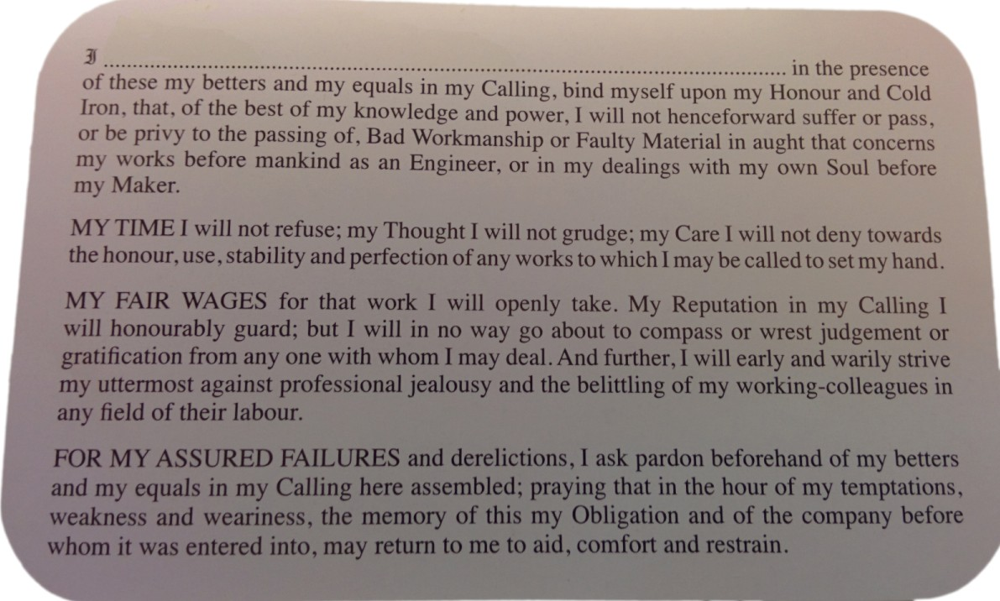 I ........................................................................................................................ in the presence
of these my betters and my equals in my Calling, bind myself upon my Honour and Cold
Iron, that, of the best of my knowledge and power, I will not henceforward suffer or pass,
or be privy to the passing of, Bad Workmanship or Faulty Material in aught that concerns
my works before mankind as an Engineer, or in my dealings with my own Soul before
my Maker.
MY TIME I will not refuse; my Thought I will not grudge; my Care I will not deny towards
the honour, use, stability and perfection of any works to which I may be called to set my hand.
MY FAIR WAGES for that work I will openly take. My Reputation in my Calling I
will honourably guard; but I will in no way go about to compass or wrest judgement or
gratification from any one with whom I may deal. And further, I will early and warily strive
my uttermost against professional jealousy and the belittling of my working-colleagues in
any field of their labour.
FOR MY ASSURED FAILURES and derelictions, I ask pardon beforehand of my betters
and my equals in my Calling here assembled; praying that in the hour of my temptations,
weakness and weariness, the memory of this my Obligation and of the company before
whom it was entered into, may return to me to aid, comfort and restrain.